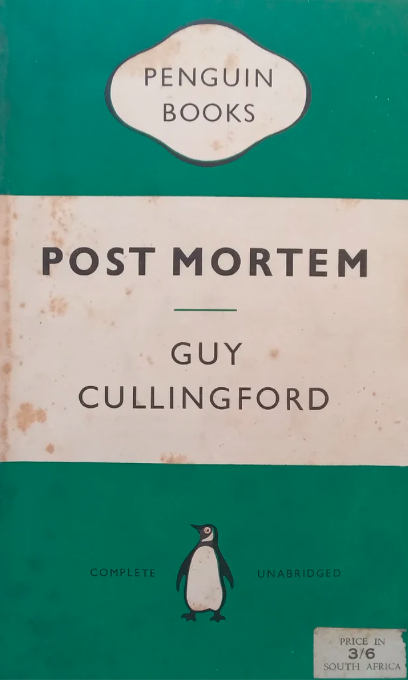 PENGUIN
BOOKS
POST MORTEM
GUY
CULLINGFORD
COMPLETE UNABRIDGED
PRICE IN
3/6
SOUTH AFRICA